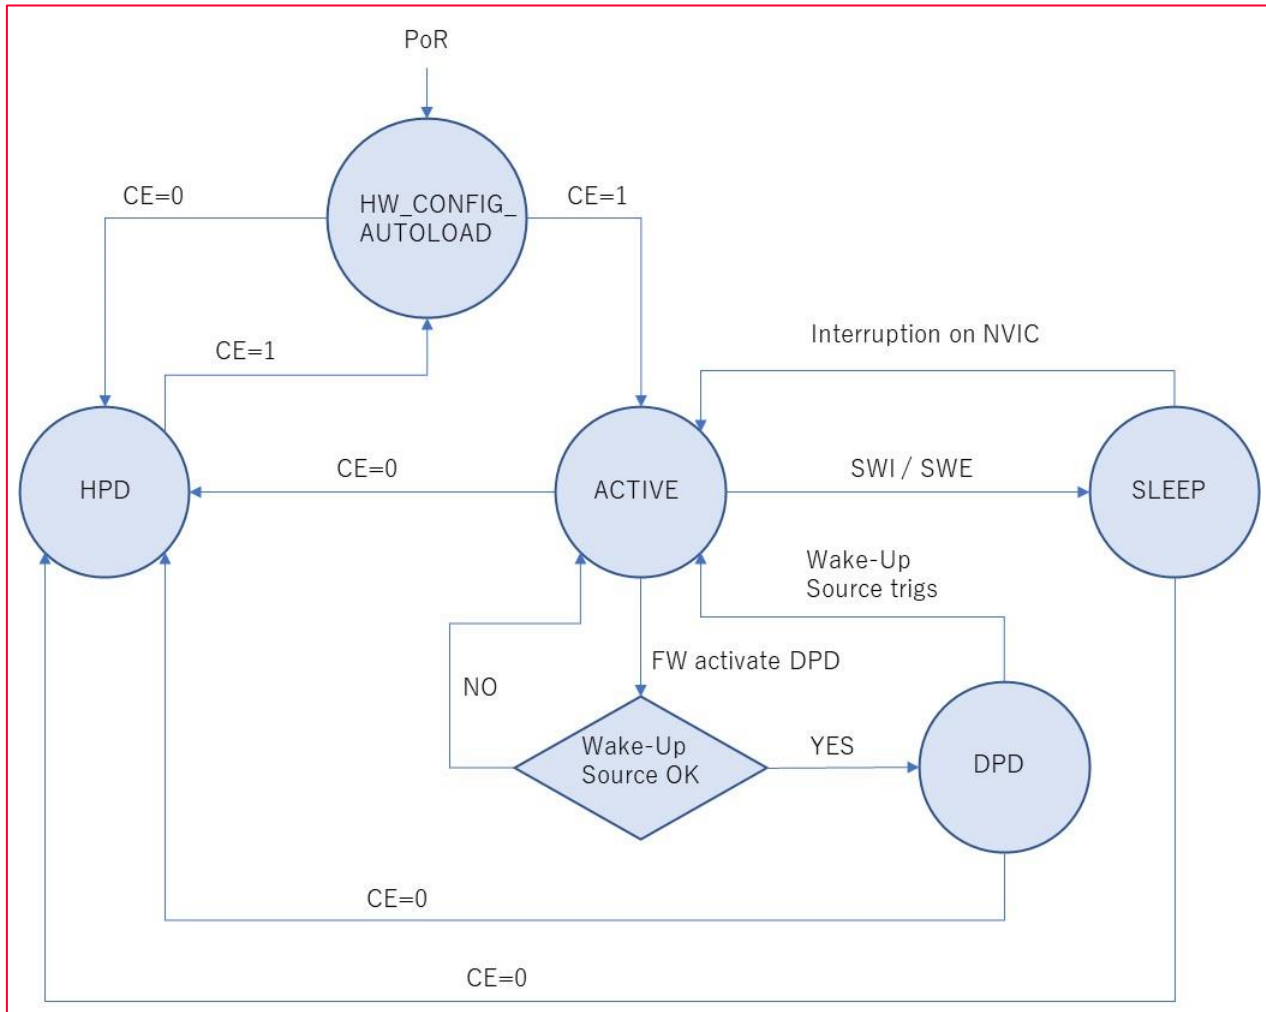 PoR
HW_CONFIG_
AUTOLOAD
CE=0
CE=1
CE=1
Interruption on NVIC
HPD
CE=0
ACTIVE
SWI / SWE
SLEEP
Wake-Up
Source trigs
FW activate DPD
NO
Wake-Up
Source OK
YES
DPD
CE=0
CE=0